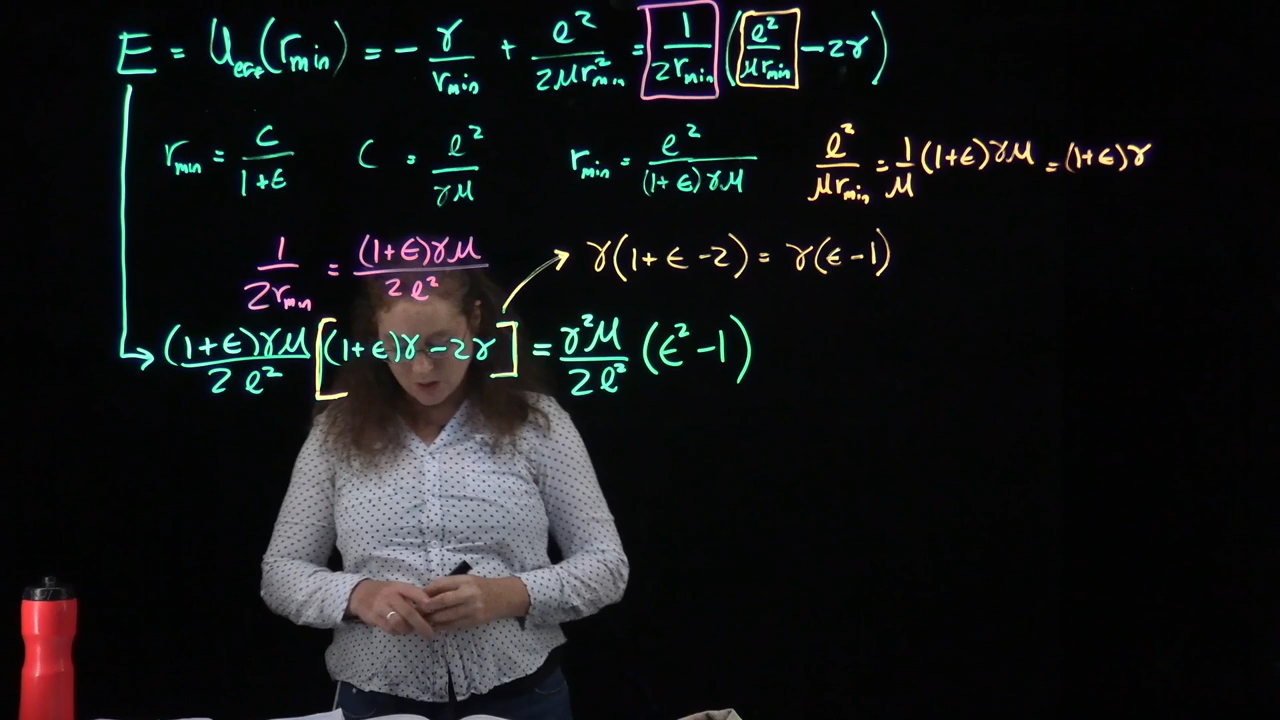 E = U_eff(r_min) = - γ/r_min + ℓ²/2μr²_min = 1/2r_min (ℓ²/μr_min - 2γ)
r_min = c/1+ϵ   c = ℓ²/γμ   r_min = ℓ²/(1+ϵ)γμ   ℓ²/μr_min = 1/μ (1+ϵ)γμ = (1+ϵ)γ
1/2r_min = (1+ϵ)γμ/2ℓ²   γ(1+ϵ-2) = γ(ϵ-1)
(1+ϵ)γμ/2ℓ² [(1+ϵ)γ - 2γ] = γ²μ/2ℓ² (ϵ² - 1)